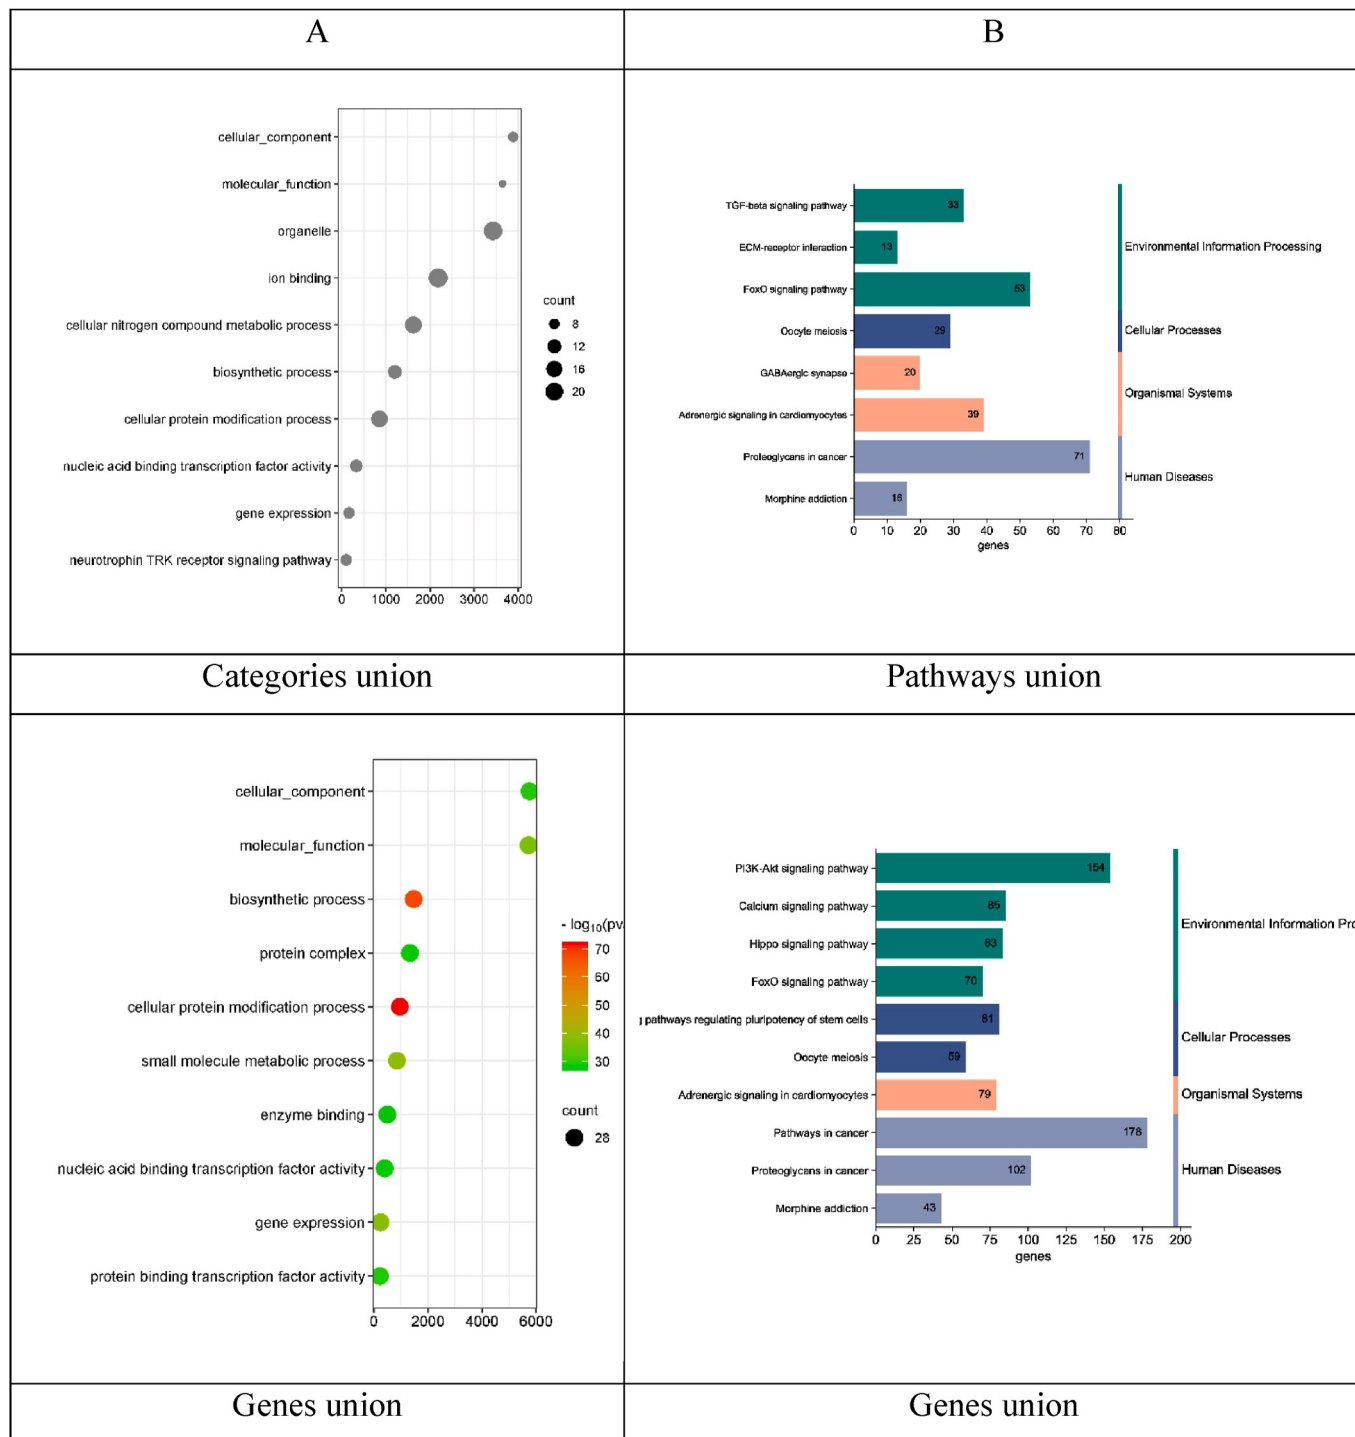 A
B
cellular_component
molecular_function
organelle
ion binding
cellular nitrogen compound metabolic process
biosynthetic process
cellular protein modification process
nucleic acid binding transcription factor activity
gene expression
neurotrophin TRK receptor signaling pathway
0 1000 2000 3000 4000
count
8
12
16
20
TGF-beta signaling pathway 33
ECM-receptor interaction 13
FoxO signaling pathway 53
Oocyte meiosis 29
GABAergic synapse 20
Adrenergic signaling in cardiomyocytes 39
Proteoglycans in cancer 71
Morphine addiction 16
0 10 20 30 40 50 60 70 80
genes
Environmental Information Processing
Cellular Processes
Organismal Systems
Human Diseases
Categories union
Pathways union
cellular_component
molecular_function
biosynthetic process
protein complex
cellular protein modification process
small molecule metabolic process
enzyme binding
nucleic acid binding transcription factor activity
gene expression
protein binding transcription factor activity
0 2000 4000 6000
- log₁₀(pv
70
60
50
40
30
count
28
PI3K-Akt signaling pathway 154
Calcium signaling pathway 85
Hippo signaling pathway 83
FoxO signaling pathway 70
g pathways regulating pluripotency of stem cells 81
Oocyte meiosis 59
Adrenergic signaling in cardiomyocytes 79
Pathways in cancer 178
Proteoglycans in cancer 102
Morphine addiction 43
0 25 50 75 100 125 150 175 200
genes
Environmental Information Pro
Cellular Processes
Organismal Systems
Human Diseases
Genes union
Genes union